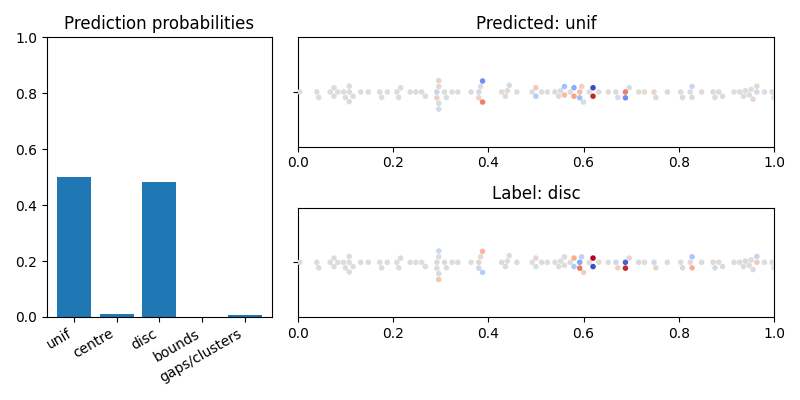 Prediction probabilities
1.0
0.8
0.6
0.4
0.2
0.0
unif
centre
disc
bounds
gaps/clusters
Predicted: unif
0.0 0.2 0.4 0.6 0.8 1.0
Label: disc
0.0 0.2 0.4 0.6 0.8 1.0